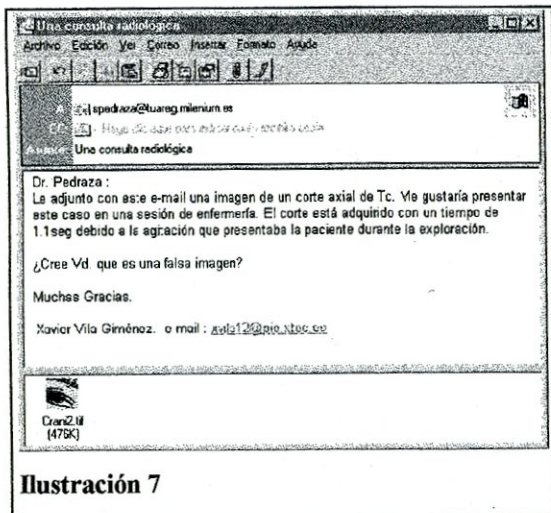 Una consulta radiológica
Archivo Edición Ver Correo Insertar Formato Ayuda
A: spedraza@tuareg.milenium.es
CC:
Asunto: Una consulta radiológica
Dr. Pedraza :
Le adjunto con este e-mail una imagen de un corte axial de Tc. Me gustaría presentar
este caso en una sesión de enfermería. El corte está adquirido con un tiempo de
1.1seg debido a la agitación que presentaba la paciente durante la exploración.
¿Cree Vd. que es una falsa imagen?
Muchas Gracias.
Xavier Vila Giménez. e mail :
Crani2.tif
(476K)
Ilustración 7